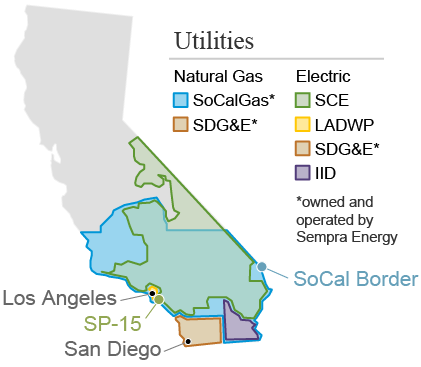 Utilities
Natural Gas
Electric
SoCalGas*
SCE
SDG&E*
LADWP
SDG&E*
IID
*owned and
operated by
Sempra Energy
SoCal Border
Los Angeles
SP-15
San Diego